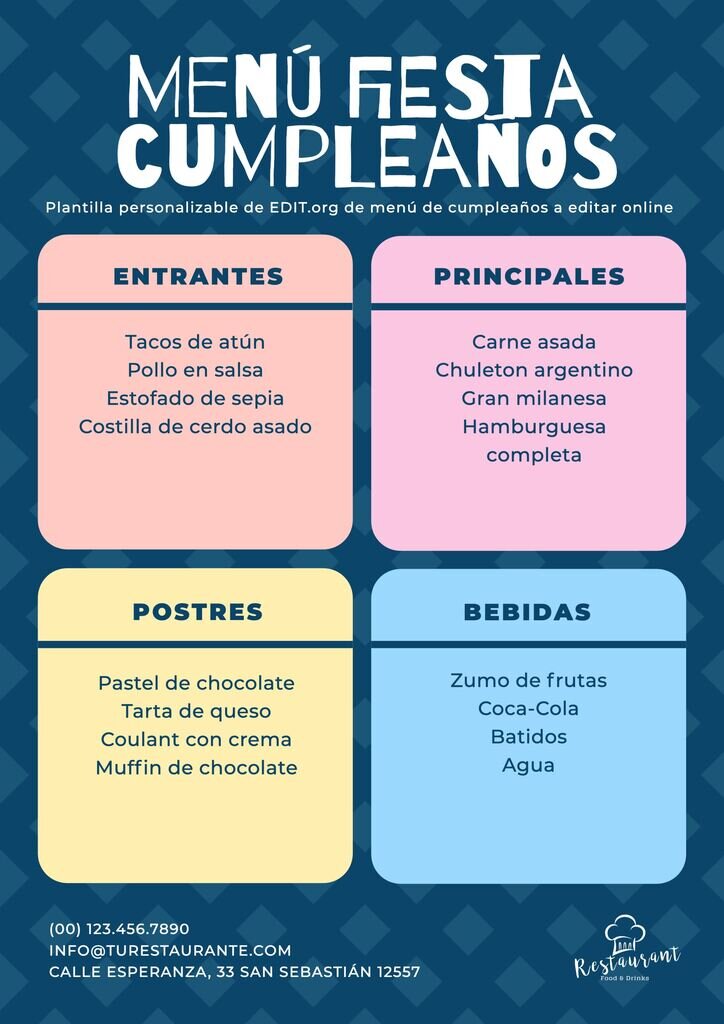 MENÚ FIESTA
CUMPLEAÑOS
Plantilla personalizable de EDIT.org de menú de cumpleaños a editar online
ENTRANTES
Tacos de atún
Pollo en salsa
Estofado de sepia
Costilla de cerdo asado
PRINCIPALES
Carne asada
Chuleton argentino
Gran milanesa
Hamburguesa
completa
POSTRES
Pastel de chocolate
Tarta de queso
Coulant con crema
Muffin de chocolate
BEBIDAS
Zumo de frutas
Coca-Cola
Batidos
Agua
(00) 123.456.7890
INFO@TURESTAURANTE.COM
CALLE ESPERANZA, 33 SAN SEBASTIÁN 12557
Restaurant
Food & Drinks